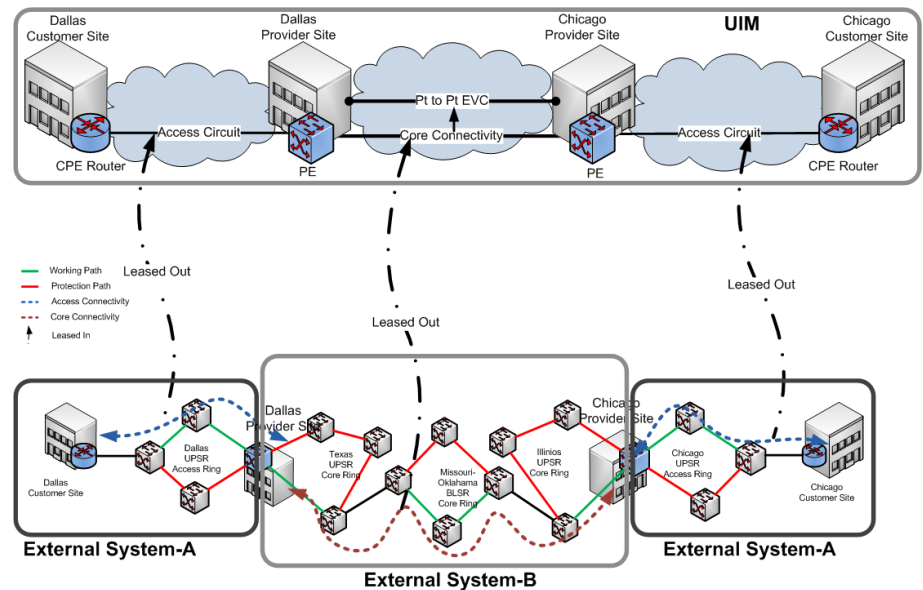 Dallas
Customer Site
Dallas
Provider Site
Chicago
Provider Site
UIM
Chicago
Customer Site
Pt to Pt EVC
Access Circuit
Core Connectivity
Access Circuit
CPE Router
PE
PE
CPE Router
Leased Out
Leased Out
Leased Out
Working Path
Protection Path
Access Connectivity
Core Connectivity
Leased In
Dallas
Provider Site
Chicago
Provider Site
Dallas
UPSR
Access Ring
Texas
UPSR
Core Ring
Missouri-
Oklahama
BLSR
Core Ring
Illinios
UPSR
Core Ring
Chicago
UPSR
Access Ring
Dallas
Customer Site
Chicago
Customer Site
External System-A
External System-B
External System-A